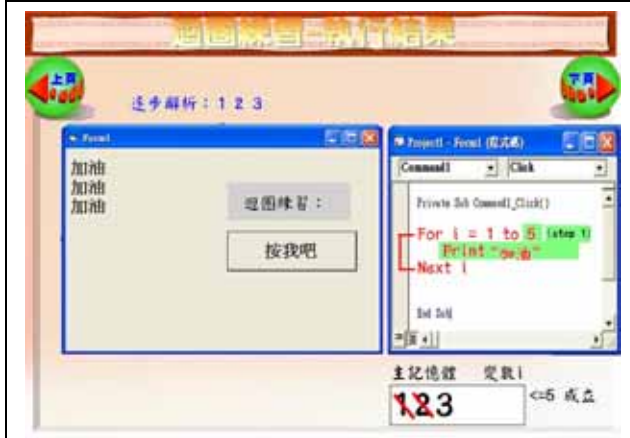 迴圈練習-執行結果
上頁
下頁
逐步解析：1 2 3
Form1
加油
加油
加油
迴圈練習：
按我吧
Project1 - Form1 (程式碼)
Command1
Click
Private Sub Command1_Click()
For i = 1 to 5 (step 1)
Print "加油"
Next i
End Sub
主記憶體 變數i
1 2 3
<=5 成立